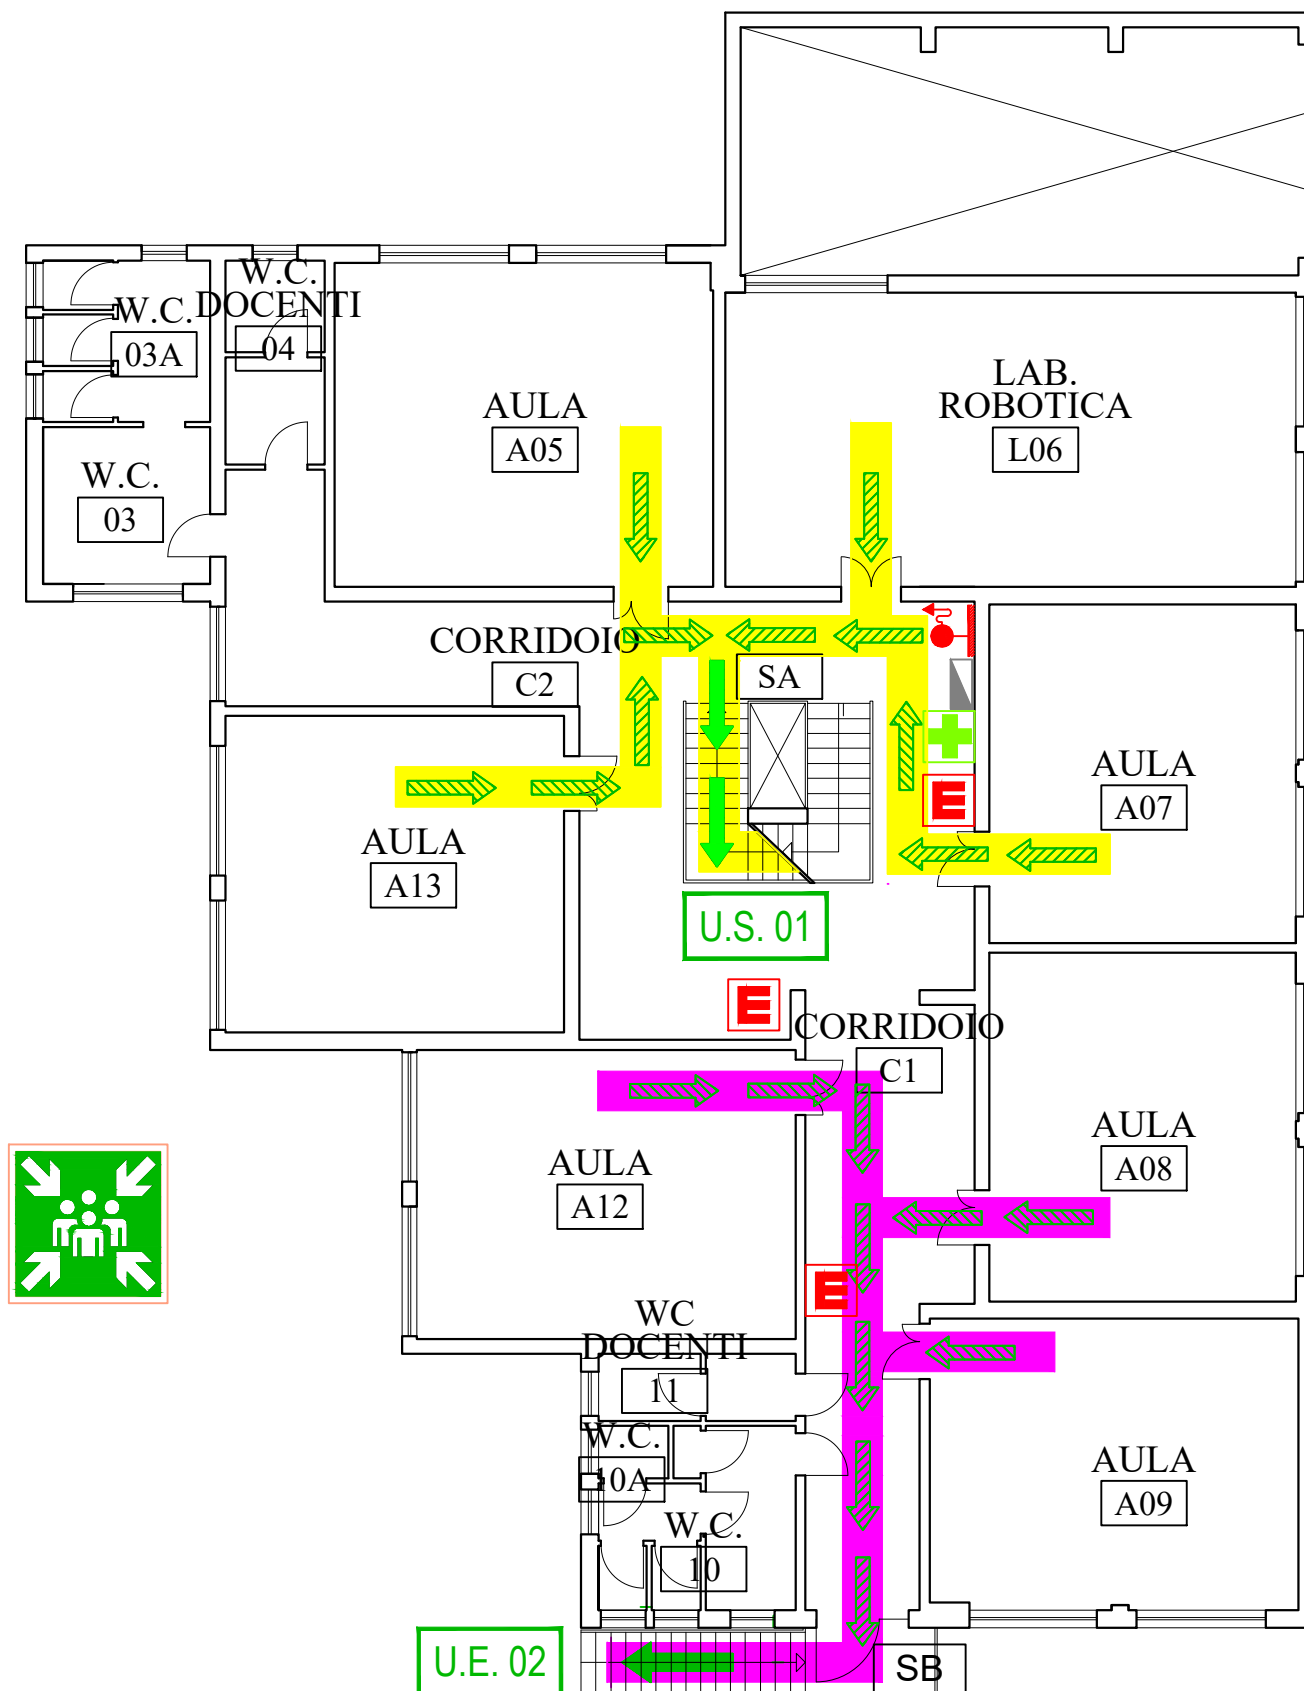 W.C.
DOCENTI
04
W.C.
03A
W.C.
03
AULA
A05
LAB.
ROBOTICA
L06
CORRIDOIO
C2
SA
AULA
A07
AULA
A13
U.S. 01
E
E
CORRIDOIO
C1
AULA
A12
AULA
A08
E
WC
DOCENTI
11
W.C.
10A
W.C.
10
AULA
A09
U.E. 02
SB